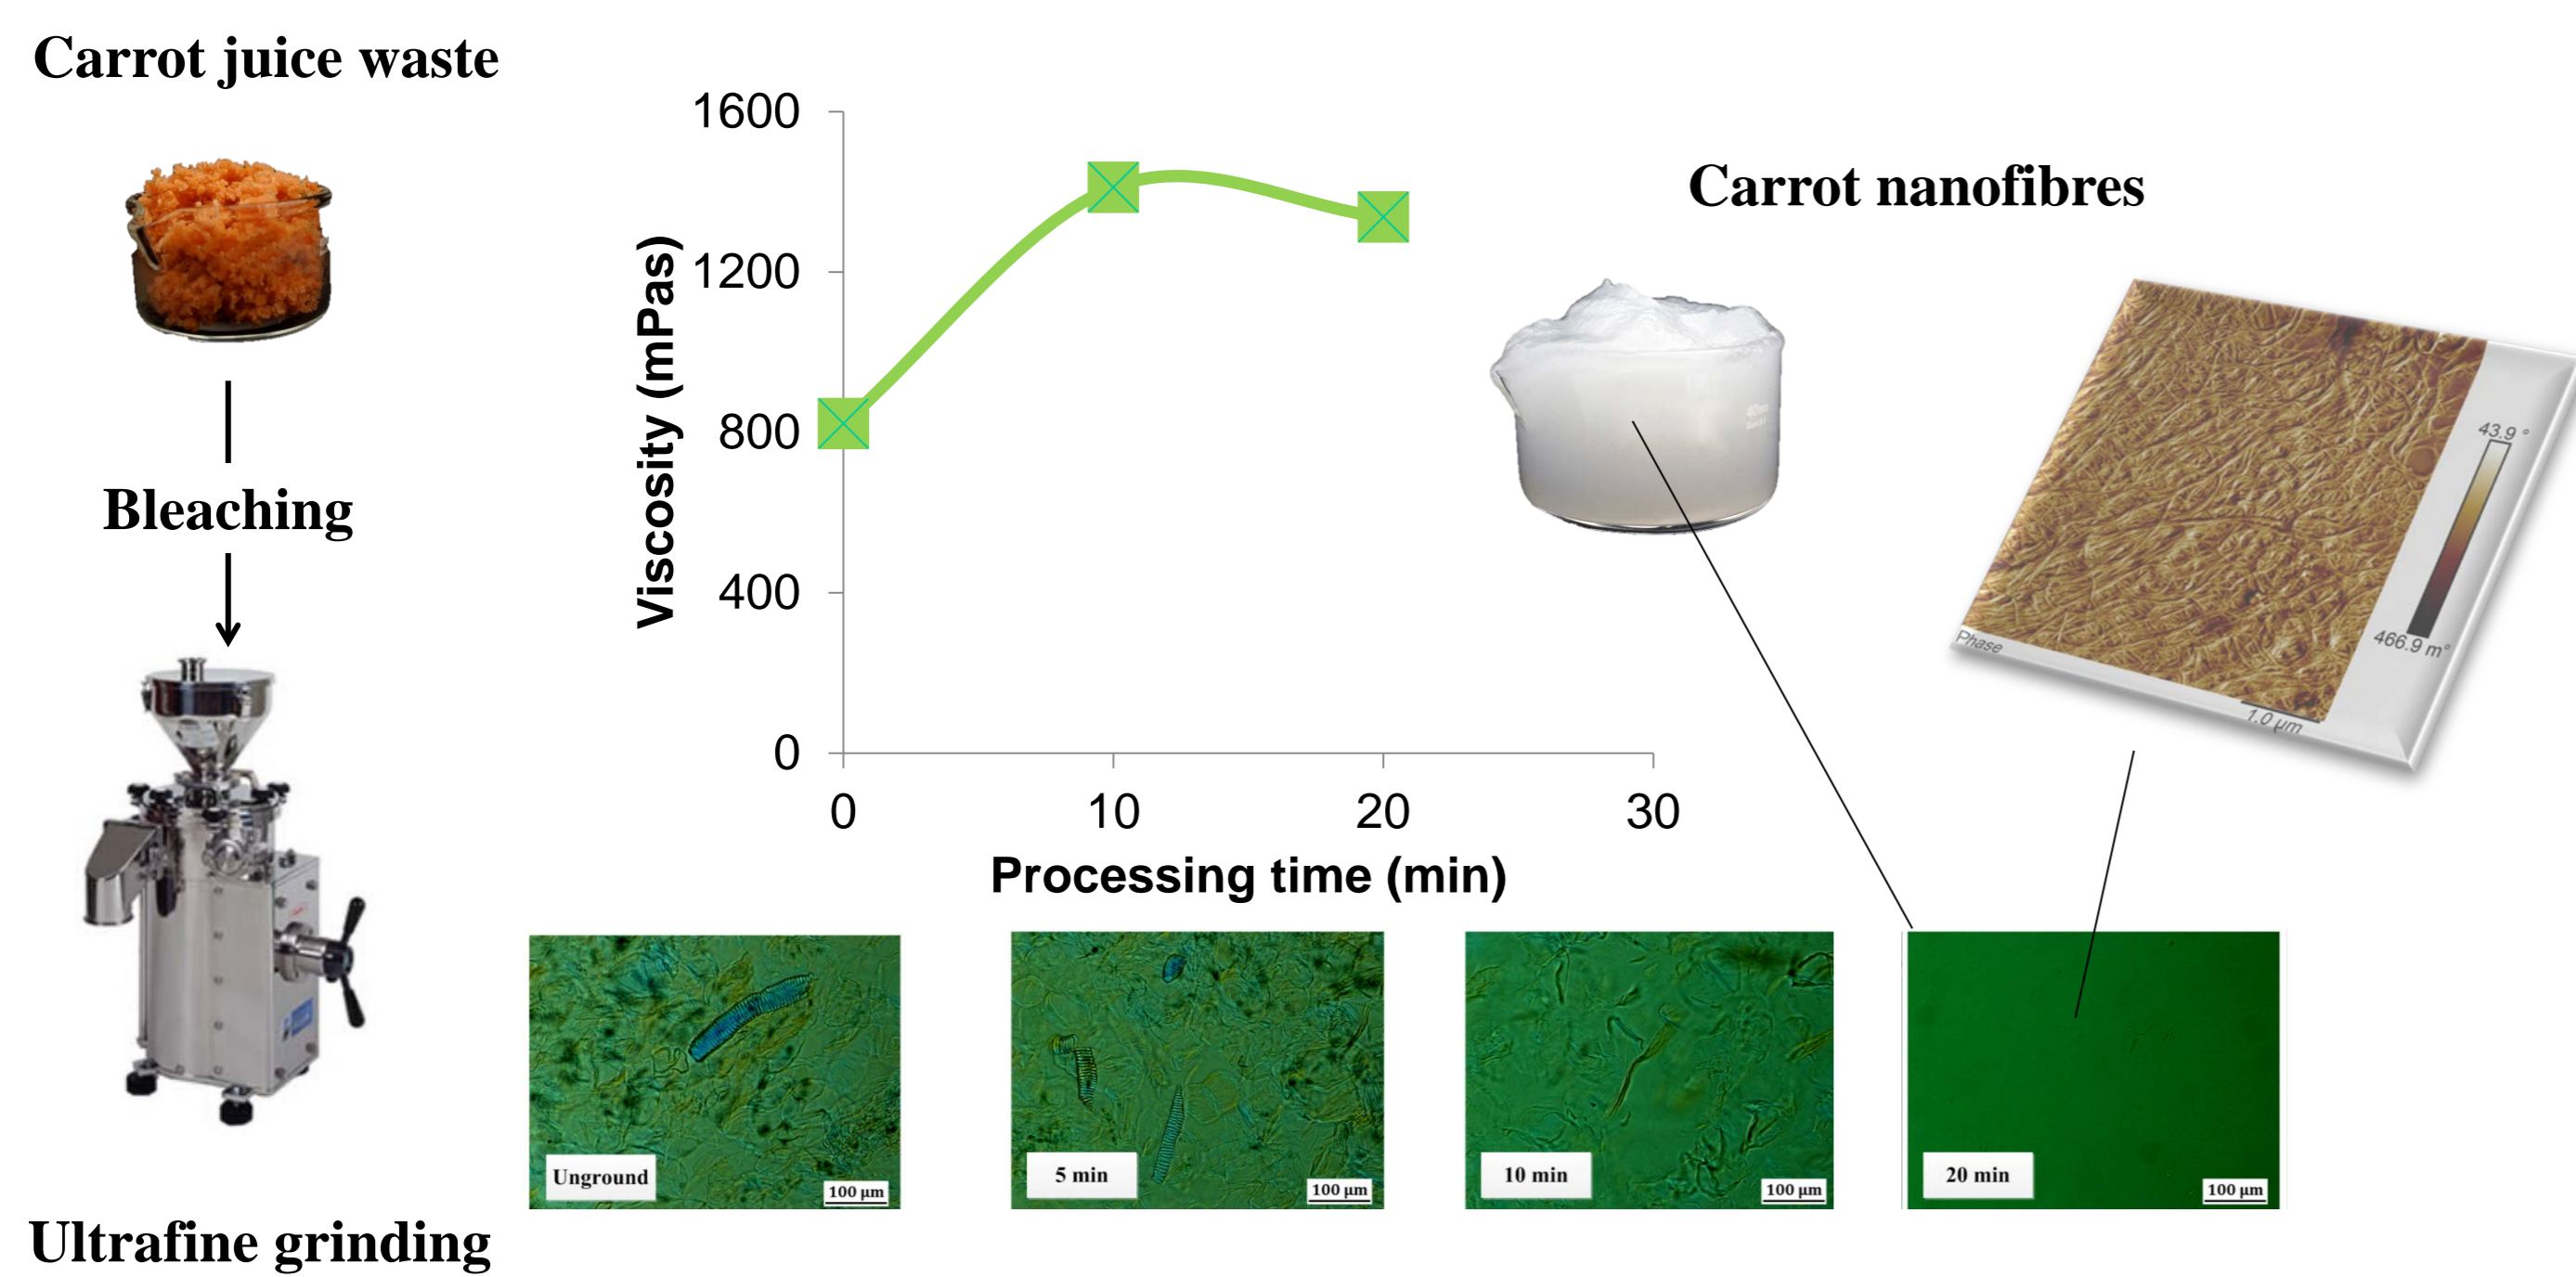 Carrot juice waste
Bleaching
Ultrafine grinding
1600
1200
800
400
0
Viscosity (mPas)
0 10 20 30
Processing time (min)
Carrot nanofibres
43.9 °
466.9 m°
Phase
1.0 µm
Unground
100 µm
5 min
100 µm
10 min
100 µm
20 min
100 µm